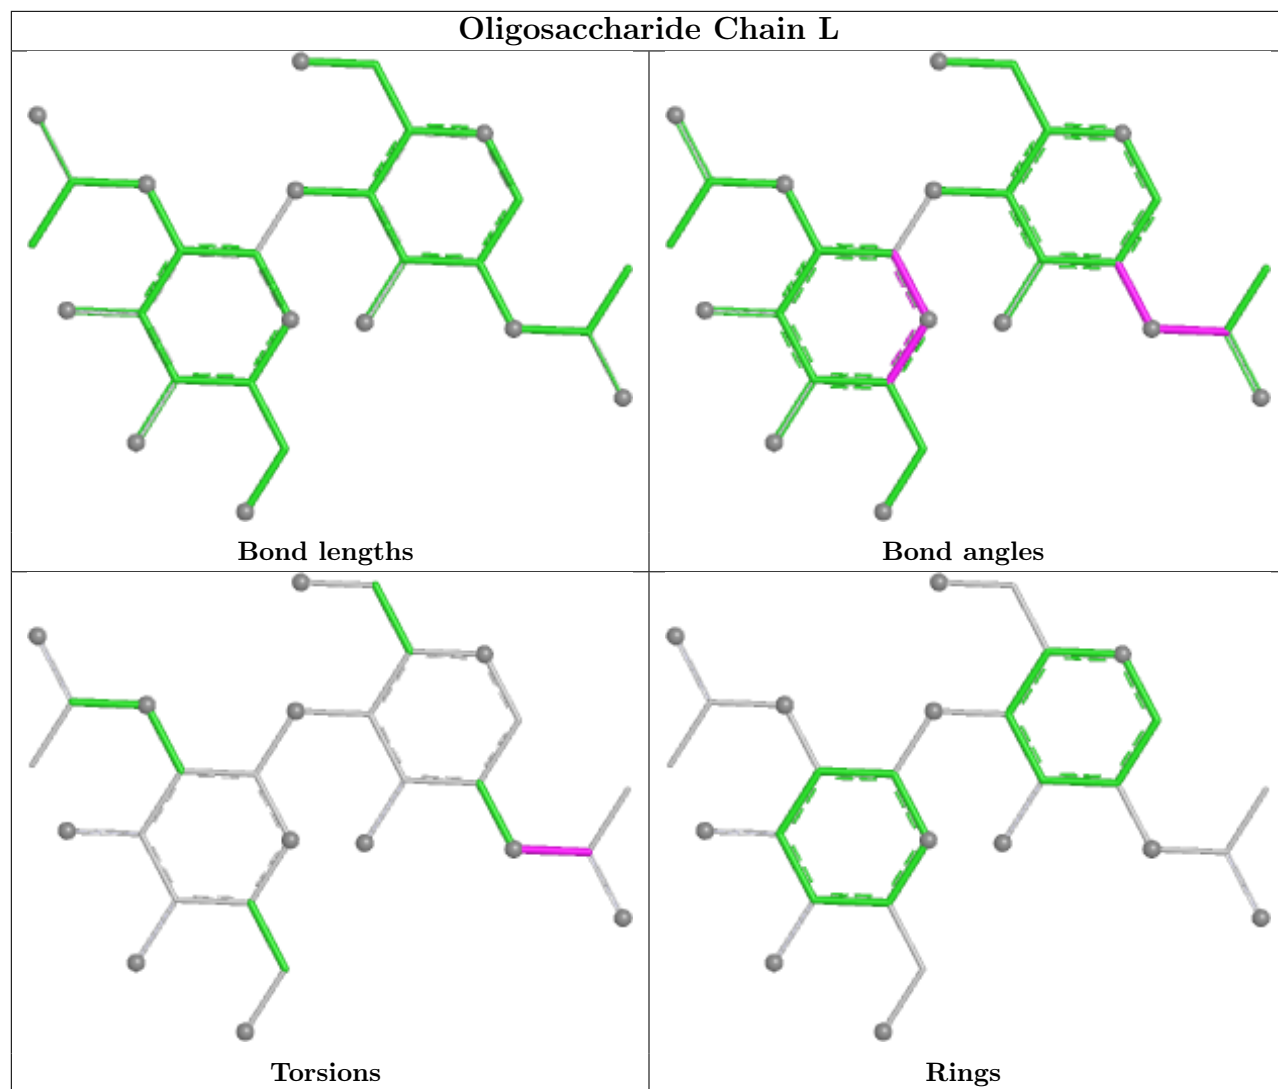 Oligosaccharide Chain L
Bond lengths
Bond angles
Torsions
Rings